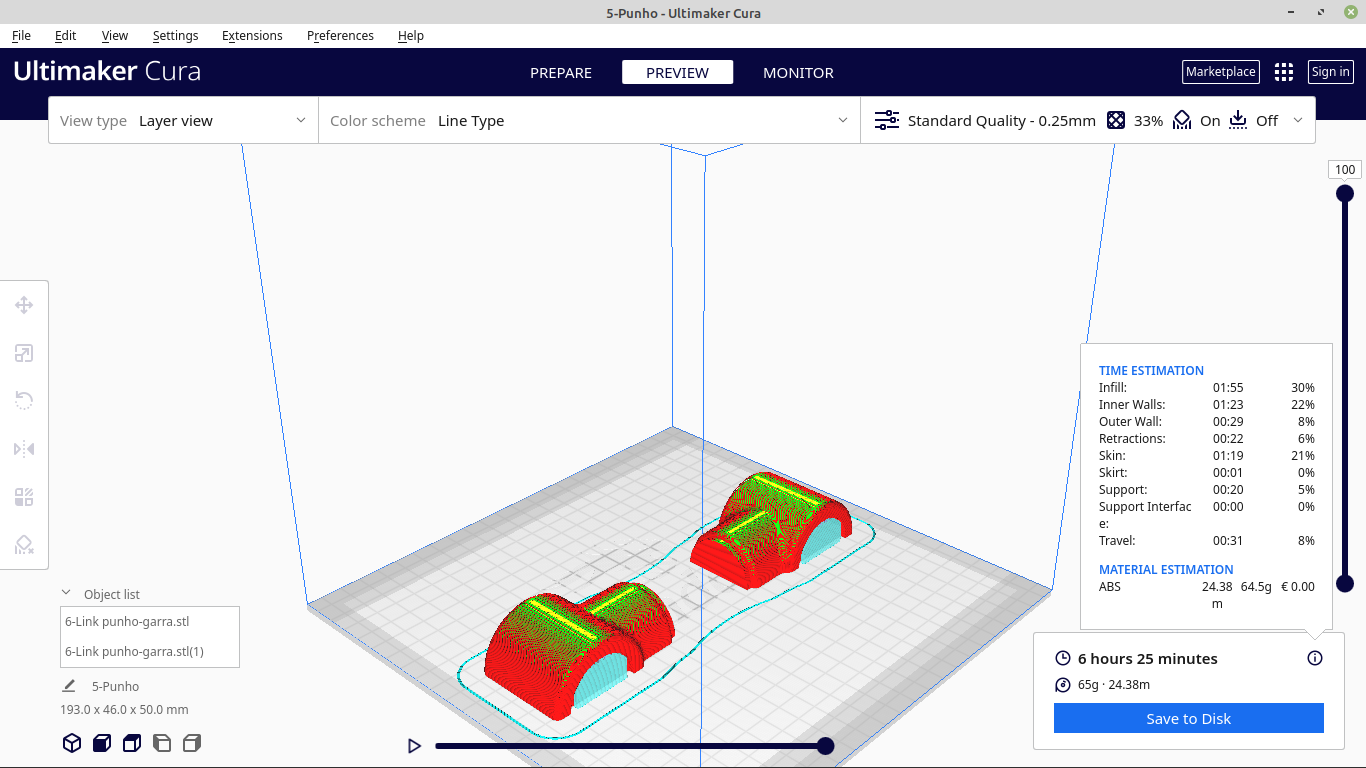 5-Punho - Ultimaker Cura
File Edit View Settings Extensions Preferences Help
Ultimaker Cura PREPARE PREVIEW MONITOR Marketplace Sign in
View type Layer view Color scheme Line Type Standard Quality - 0.25mm 33% On Off
100
TIME ESTIMATION
Infill: 01:55 30%
Inner Walls: 01:23 22%
Outer Wall: 00:29 8%
Retractions: 00:22 6%
Skin: 01:19 21%
Skirt: 00:01 0%
Support: 00:20 5%
Support Interfac 00:00 0%
e:
Travel: 00:31 8%
MATERIAL ESTIMATION
ABS 24.38 64.5g € 0.00
m
Object list
6-Link punho-garra.stl
6-Link punho-garra.stl(1)
5-Punho
193.0 x 46.0 x 50.0 mm
6 hours 25 minutes
65g · 24.38m
Save to Disk